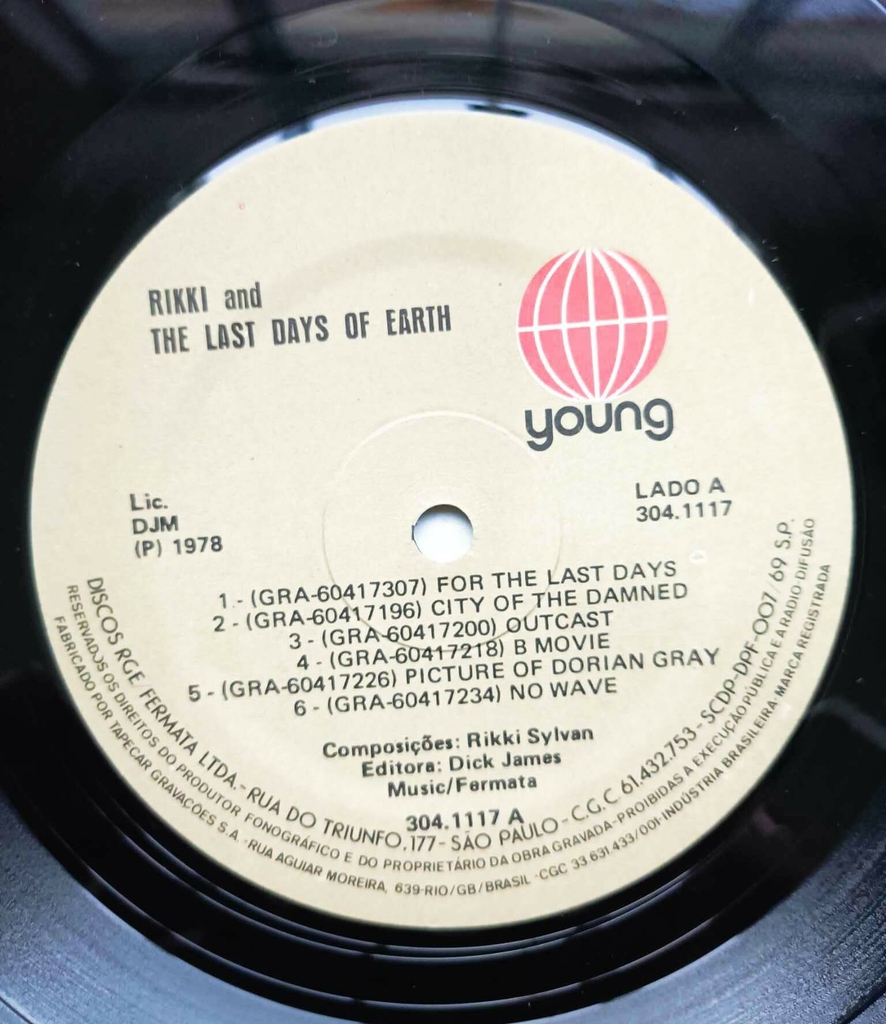 RIKKI and
THE LAST DAYS OF EARTH
young
Lic.
DJM
(P) 1978
LADO A
304.1117
1 - (GRA-60417307) FOR THE LAST DAYS
2 - (GRA-60417196) CITY OF THE DAMNED
3 - (GRA-60417200) OUTCAST
4 - (GRA-60417218) B MOVIE
5 - (GRA-60417226) PICTURE OF DORIAN GRAY
6 - (GRA-60417234) NO WAVE
Composições: Rikki Sylvan
Editora: Dick James
Music/Fermata
304.1117 A
DISCOS RGE FERMATA LTDA.- RUA DO TRIUNFO,177- SÃO PAULO - C.G.C 61.432.753 - SCDP-DPF-007/69 S.P.
RESERVADOS OS DIREITOS DO PRODUTOR FONOGRÁFICO E DO PROPRIETÁRIO DA OBRA GRAVADA-PROIBIDAS A EXECUÇÃO PÚBLICA E A RADIO DIFUSÃO
FABRICADO POR TAPECAR GRAVAÇÕES S.A. -RUA AGUIAR MOREIRA, 639-RIO/GB/BRASIL -CGC 33.631.433/001-INDÚSTRIA BRASILEIRA-MARCA REGISTRADA